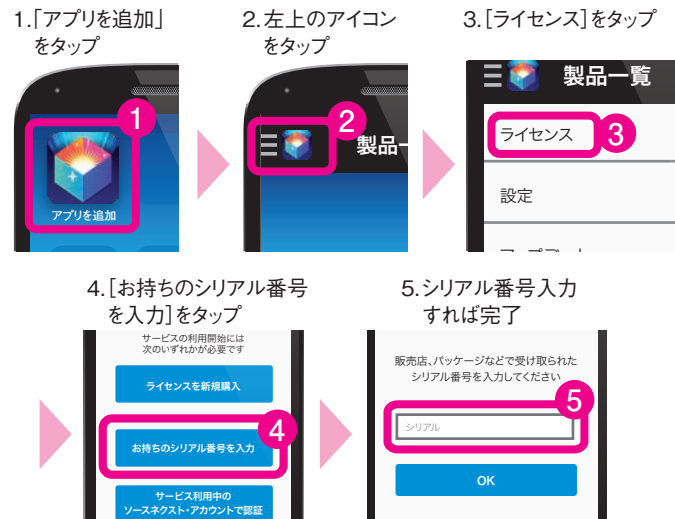 1.「アプリを追加」
をタップ
2.左上のアイコン
をタップ
3.[ライセンス]をタップ
1
アプリを追加
2
製品一
製品一覧
ライセンス
3
設定
4.[お持ちのシリアル番号
を入力]をタップ
5.シリアル番号入力
すれば完了
サービスの利用開始には
次のいずれかが必要です
ライセンスを新規購入
お持ちのシリアル番号を入力
4
サービス利用中の
ソースネクスト・アカウントで認証
販売店、パッケージなどで受け取られた
シリアル番号を入力してください
5
シリアル
OK